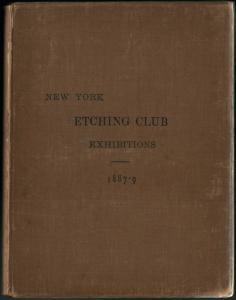 NEW YORK
ETCHING CLUB
EXHIBITIONS
1887-9